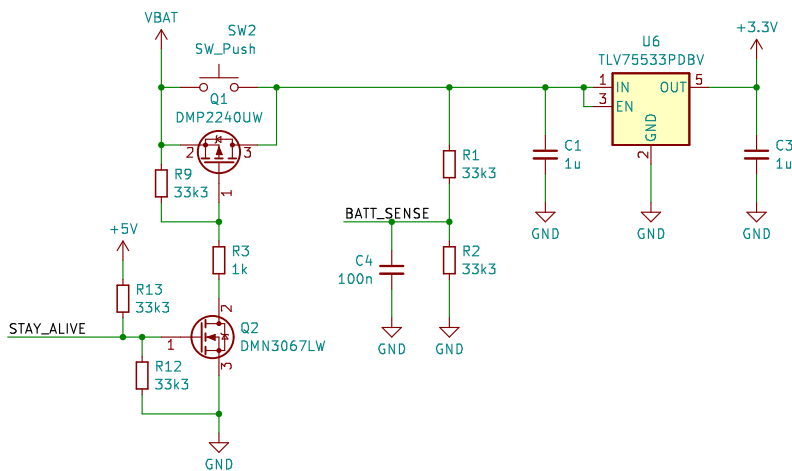 VBAT
SW2
SW_Push
Q1
DMP2240UW
2
3
1
R9
33k3
+5V
R13
33k3
STAY_ALIVE
R3
1k
2
Q2
DMN3067LW
1
3
R12
33k3
GND
BATT_SENSE
C4
100n
GND
R1
33k3
R2
33k3
GND
C1
1u
GND
U6
TLV75533PDBV
1
IN
OUT
5
3
EN
GND
2
GND
+3.3V
C3
1u
GND